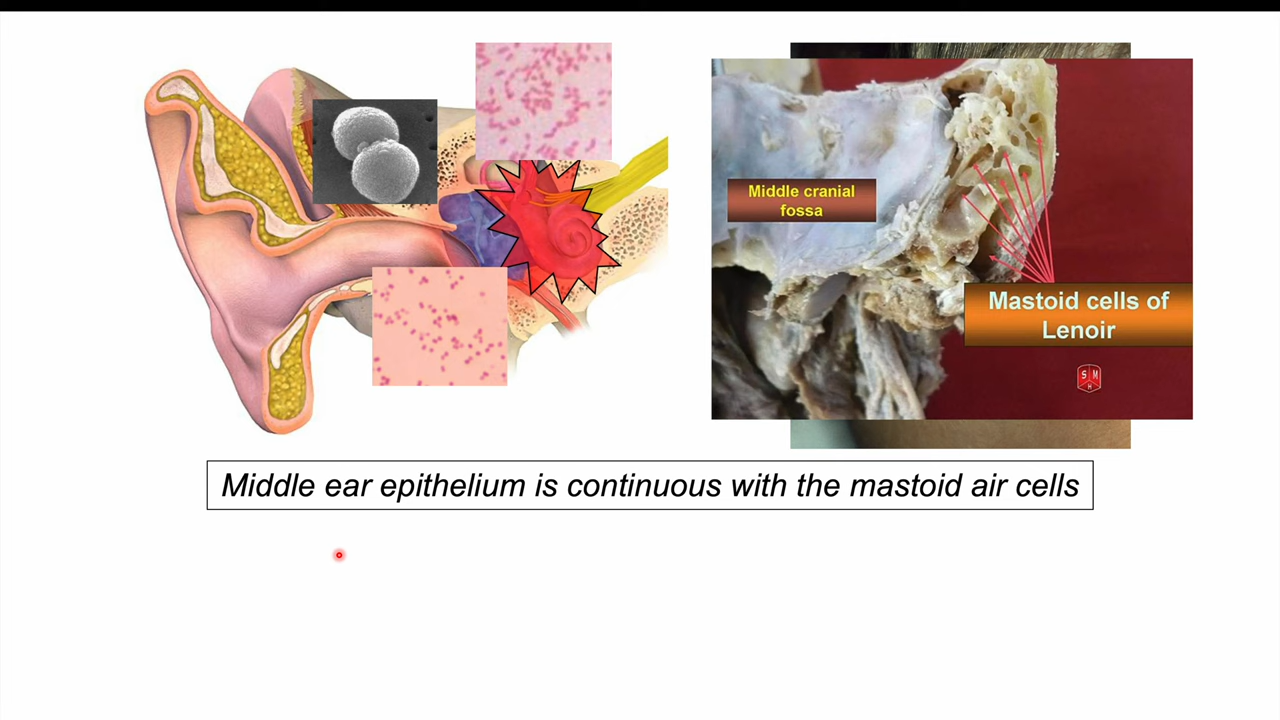 Middle cranial
fossa
Mastoid cells of
Lenoir
S M
H
Middle ear epithelium is continuous with the mastoid air cells